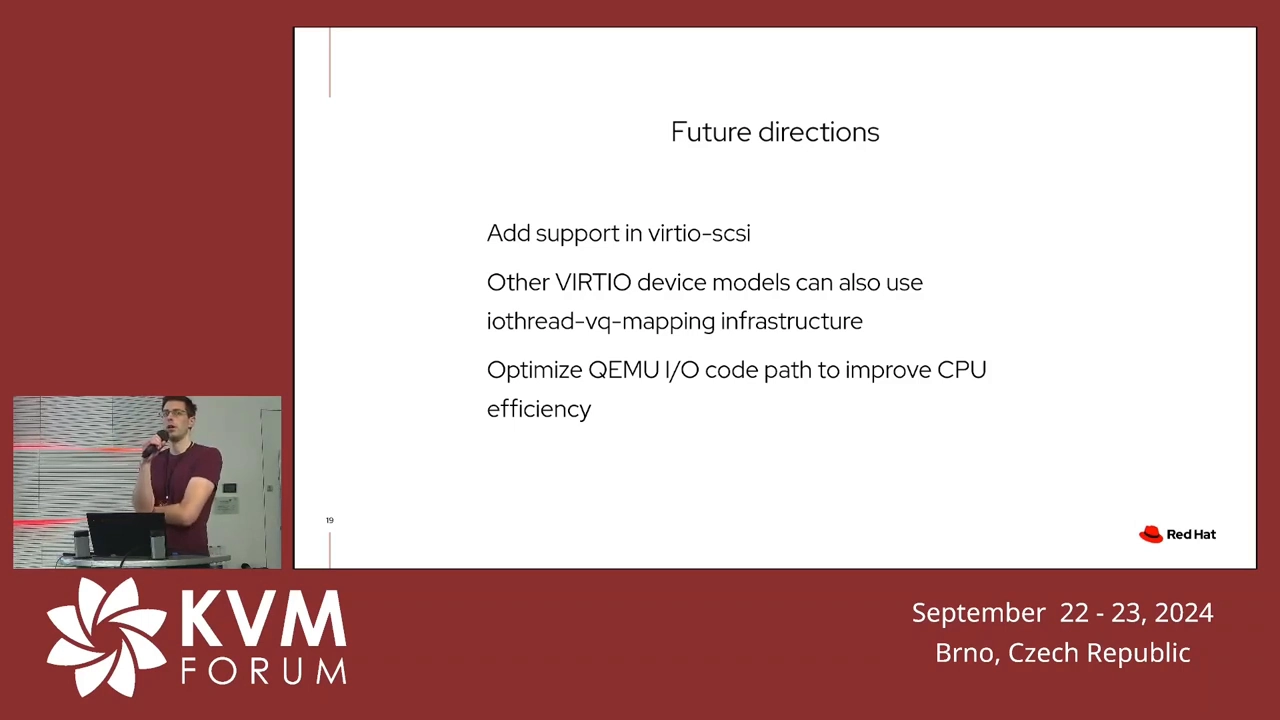 Future directions
Add support in virtio-scsi
Other VIRTIO device models can also use
iothread-vq-mapping infrastructure
Optimize QEMU I/O code path to improve CPU
efficiency
19
Red Hat
KVM
FORUM
September 22 - 23, 2024
Brno, Czech Republic